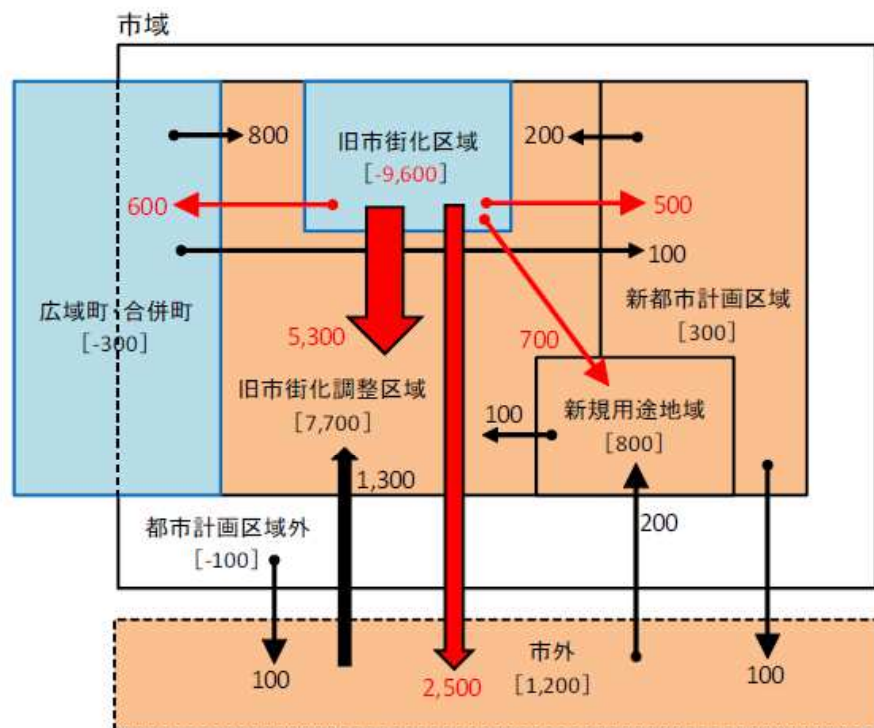 市域
旧市街化区域
[-9,600]
800
200
600
500
100
広域町・合併町
[-300]
新都市計画区域
[300]
5,300
700
旧市街化調整区域
[7,700]
100
新規用途地域
[800]
1,300
200
都市計画区域外
[-100]
100
2,500
市外
[1,200]
100